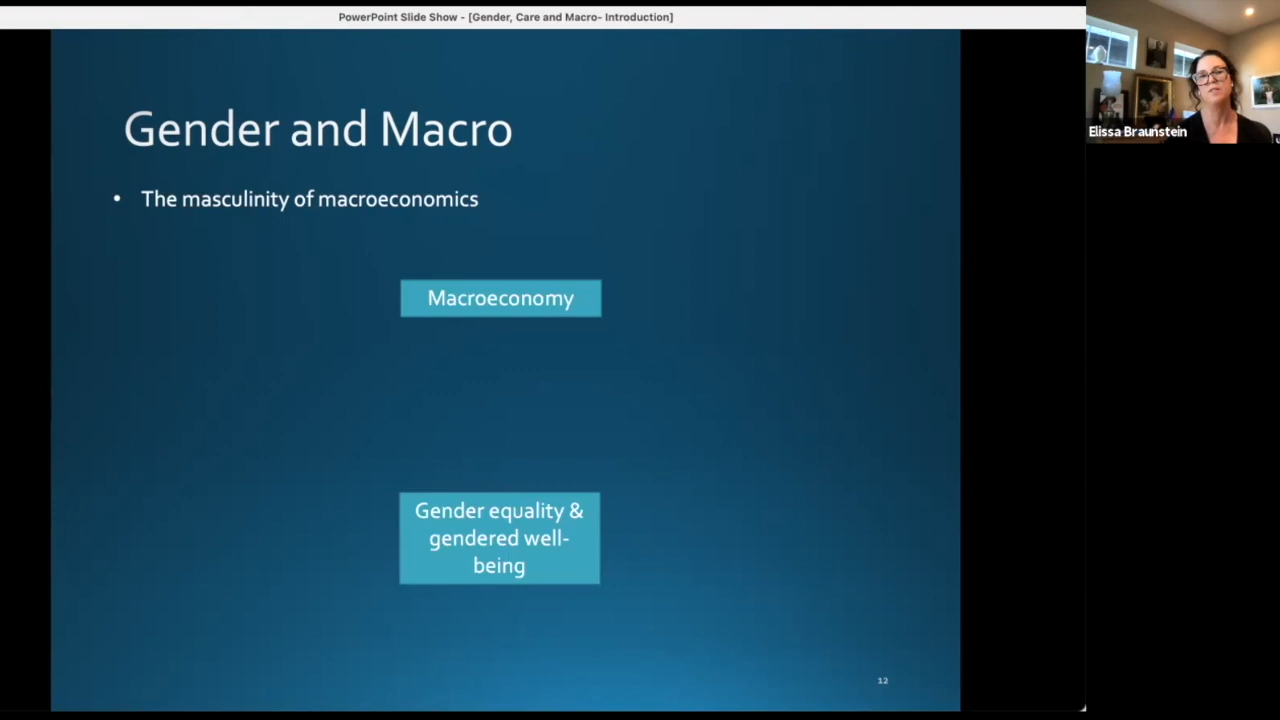 PowerPoint Slide Show - [Gender, Care and Macro- Introduction]
Elissa Braunstein
Gender and Macro
• The masculinity of macroeconomics
Macroeconomy
Gender equality &
gendered well-
being
12